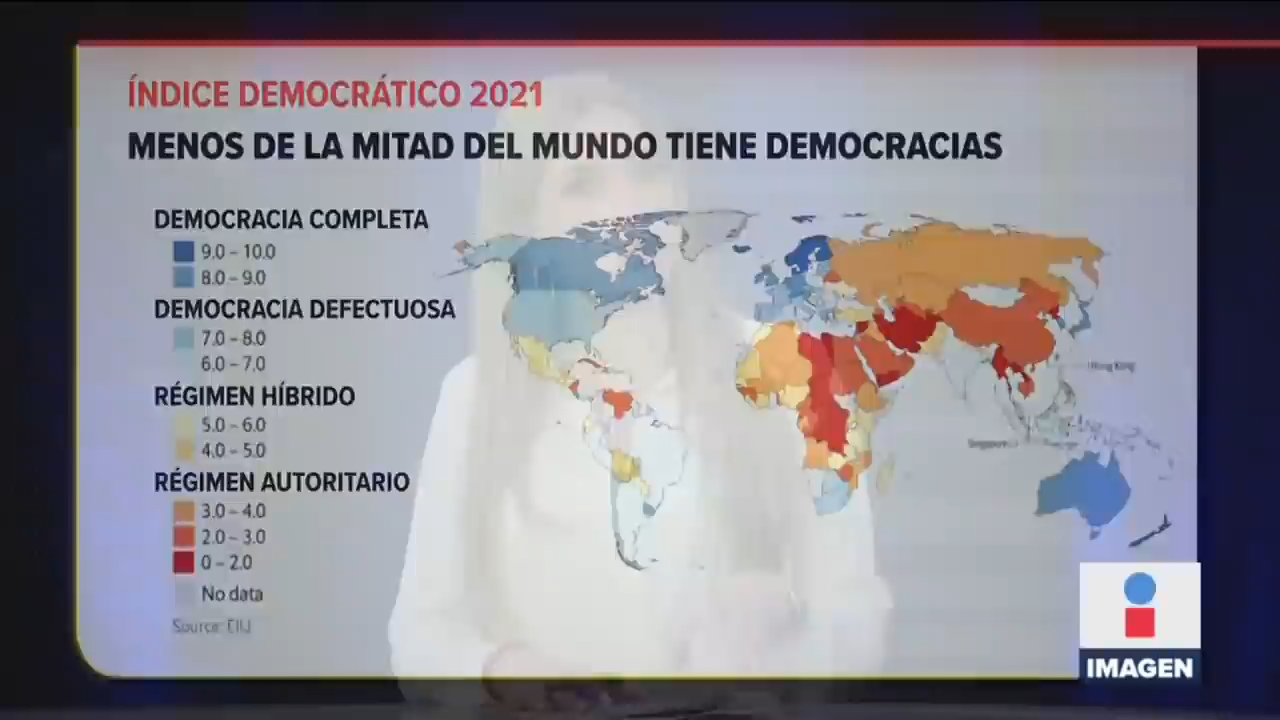 ÍNDICE DEMOCRÁTICO 2021
MENOS DE LA MITAD DEL MUNDO TIENE DEMOCRACIAS
DEMOCRACIA COMPLETA
9.0 – 10.0
8.0 – 9.0
DEMOCRACIA DEFECTUOSA
7.0 – 8.0
6.0 – 7.0
RÉGIMEN HÍBRIDO
5.0 – 6.0
4.0 – 5.0
RÉGIMEN AUTORITARIO
3.0 – 4.0
2.0 – 3.0
0 – 2.0
No data
Source: EIU
Hong Kong
Singapore
IMAGEN